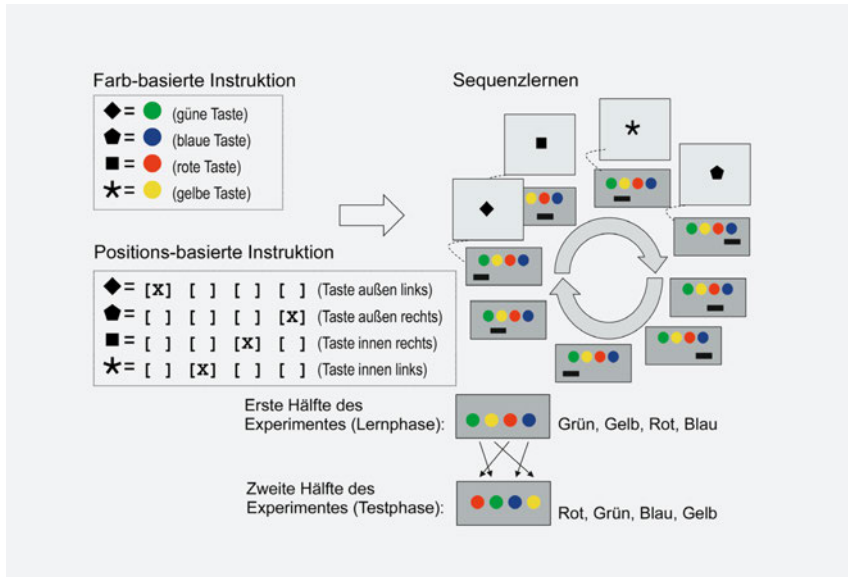 Farb-basierte Instruktion
= (güne Taste)
= (blaue Taste)
= (rote Taste)
= (gelbe Taste)
Positions-basierte Instruktion
= [X] [ ] [ ] [ ] (Taste außen links)
= [ ] [ ] [ ] [X] (Taste außen rechts)
= [ ] [ ] [X] [ ] (Taste innen rechts)
= [ ] [X] [ ] [ ] (Taste innen links)
Sequenzlernen
Erste Hälfte des
Experimentes (Lernphase):
Grün, Gelb, Rot, Blau
Zweite Hälfte des
Experimentes (Testphase):
Rot, Grün, Blau, Gelb